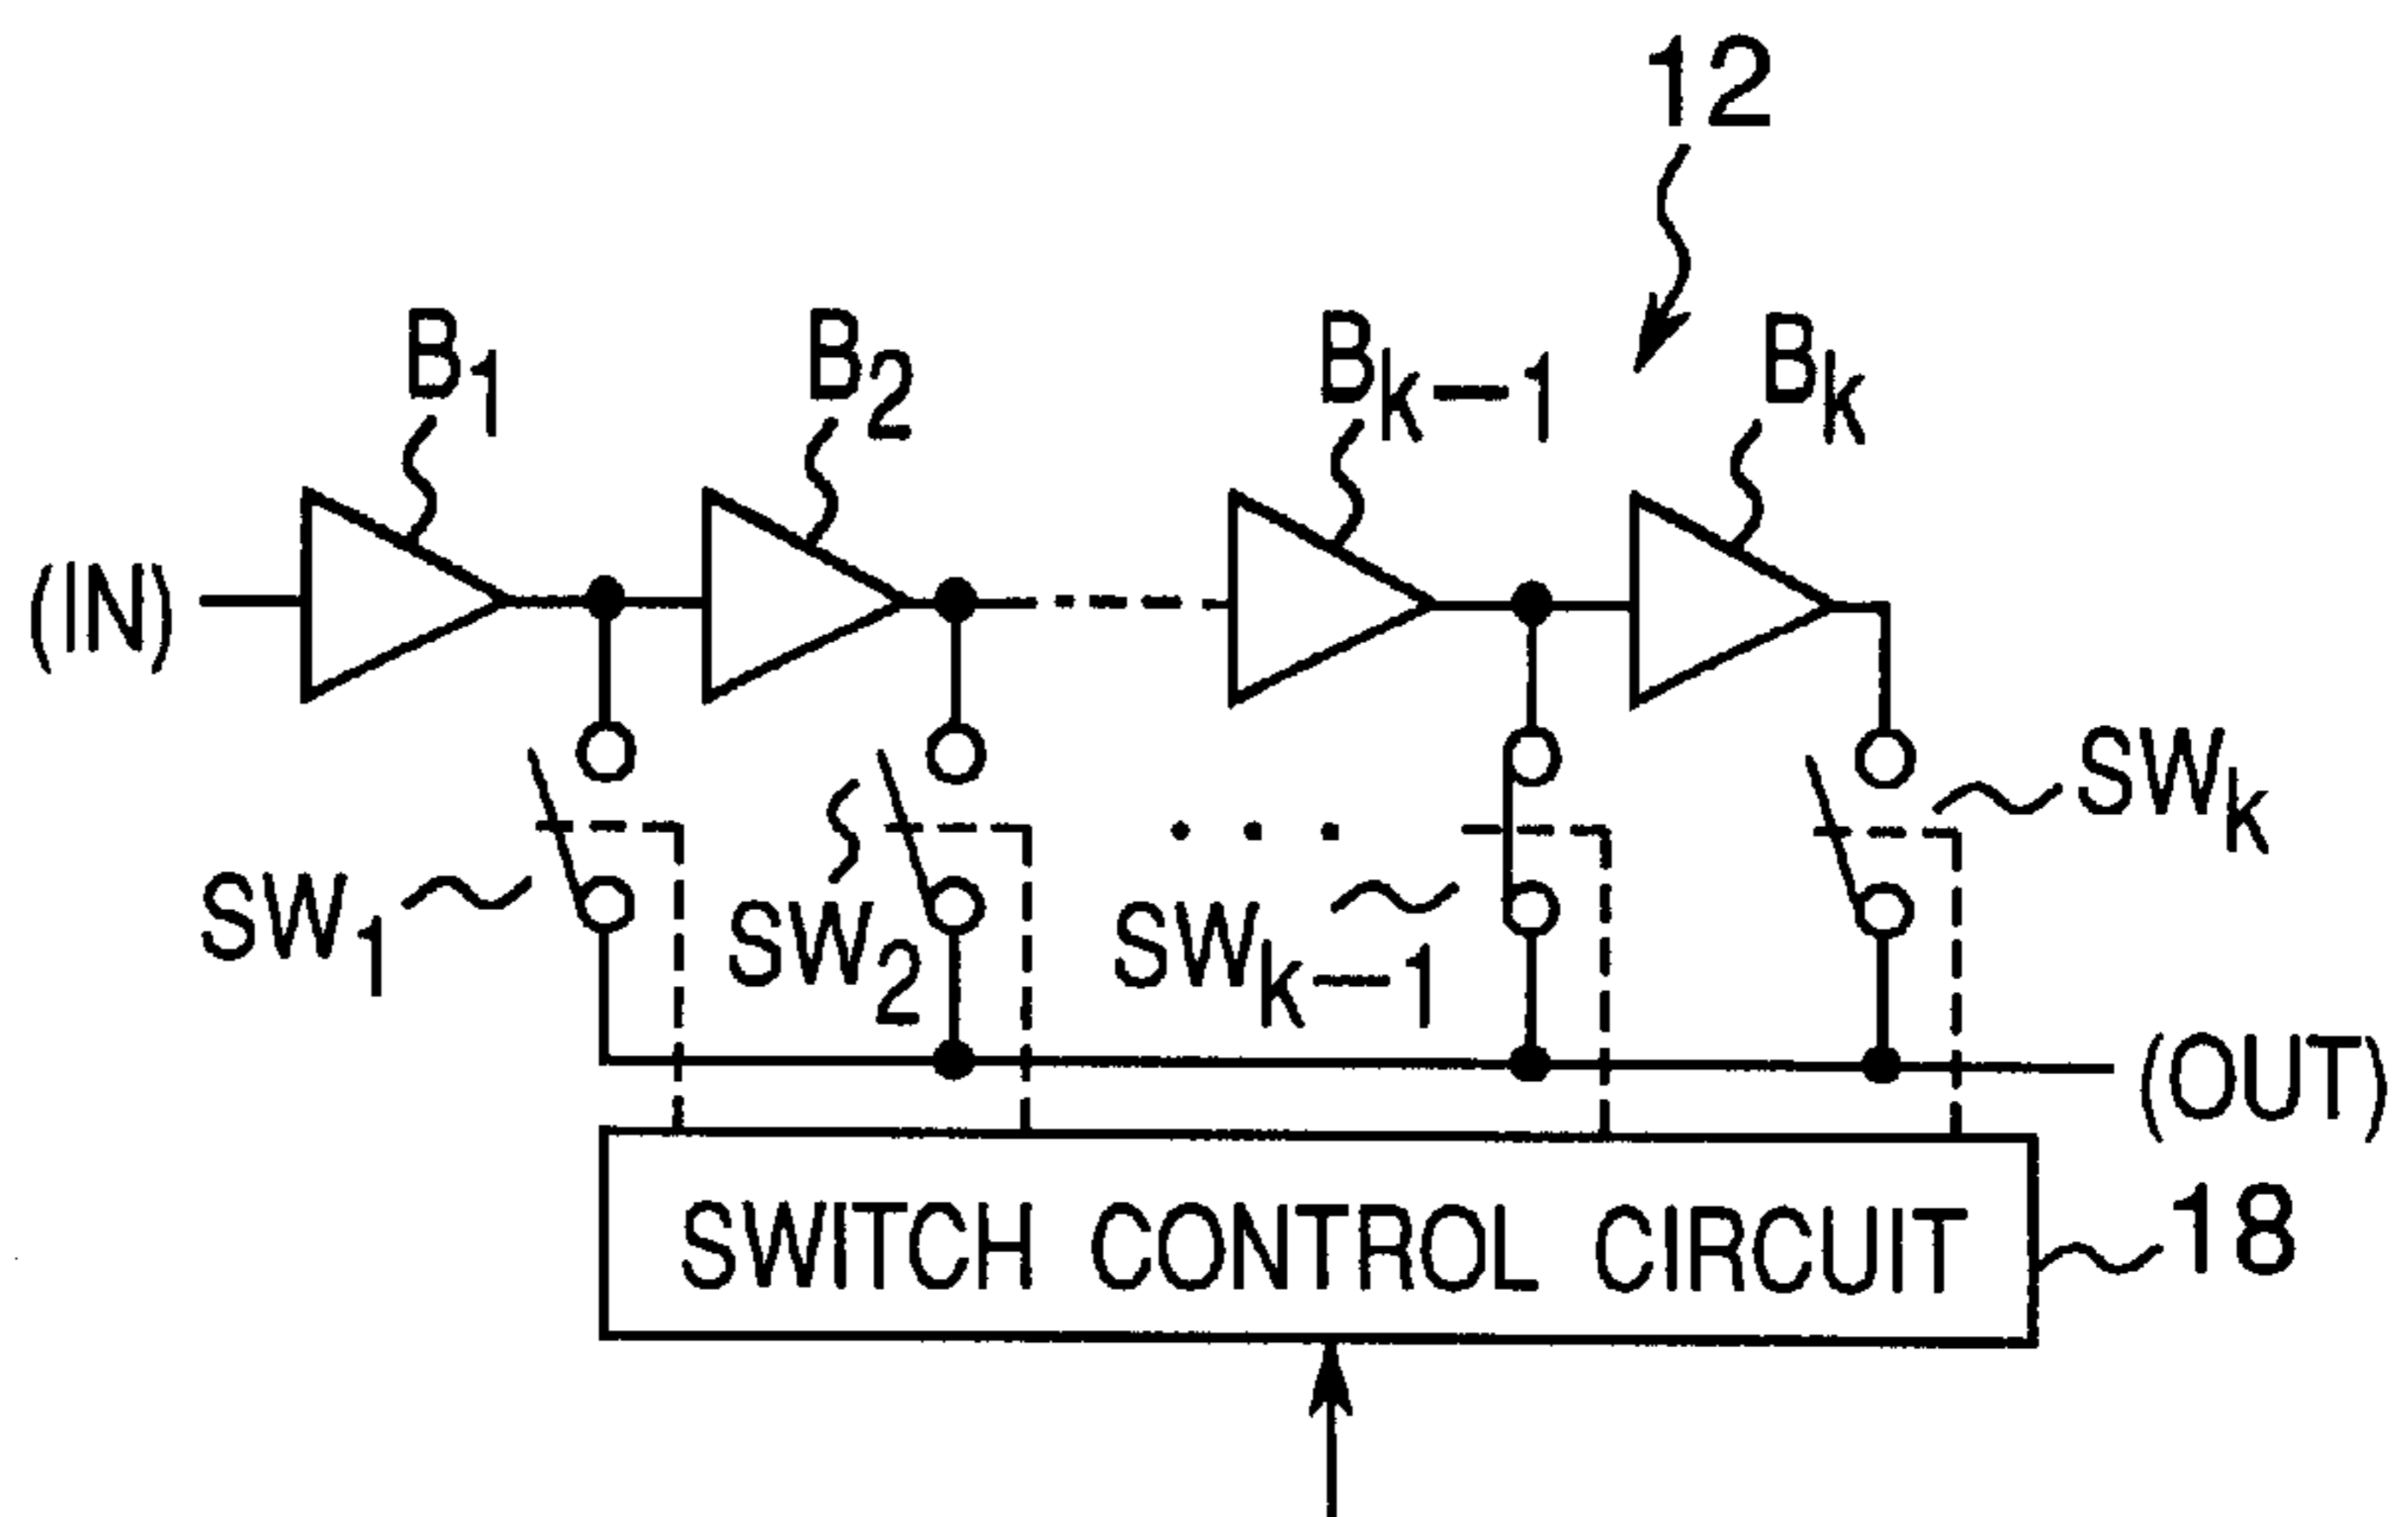 12
B1 B2 Bk-1 Bk
(IN)
SWk
SW1 SW2 SWk-1
(OUT)
SWITCH CONTROL CIRCUIT
18